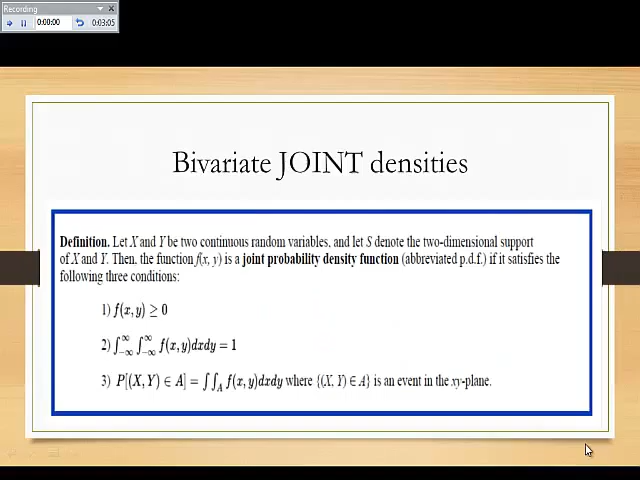 Recording
0:00:00
03:05
Bivariate JOINT densities
Definition. Let X and Y be two continuous random variables, and let S denote the two-dimensional support
of X and Y. Then, the function f(x, y) is a joint probability density function (abbreviated p.d.f.) if it satisfies the
following three conditions:
1) f(x, y) ≥ 0
2) ∫_{-∞}^{∞} ∫_{-∞}^{∞} f(x, y)dxdy = 1
3) P[(X, Y) ∈ A] = ∫∫_A f(x, y)dxdy where {(X, Y) ∈ A} is an event in the xy-plane.